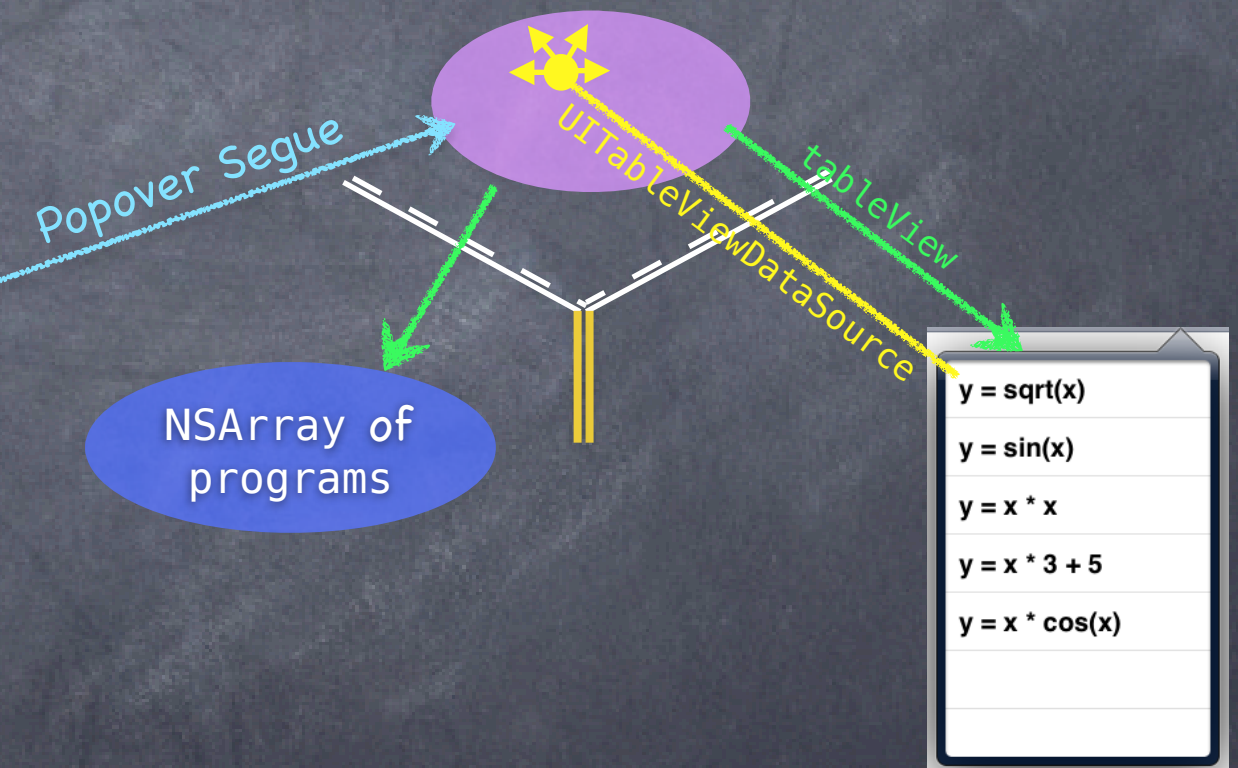 Popover Segue
UITableViewDataSource
tableView
NSArray of
programs
y = sqrt(x)
y = sin(x)
y = x * x
y = x * 3 + 5
y = x * cos(x)